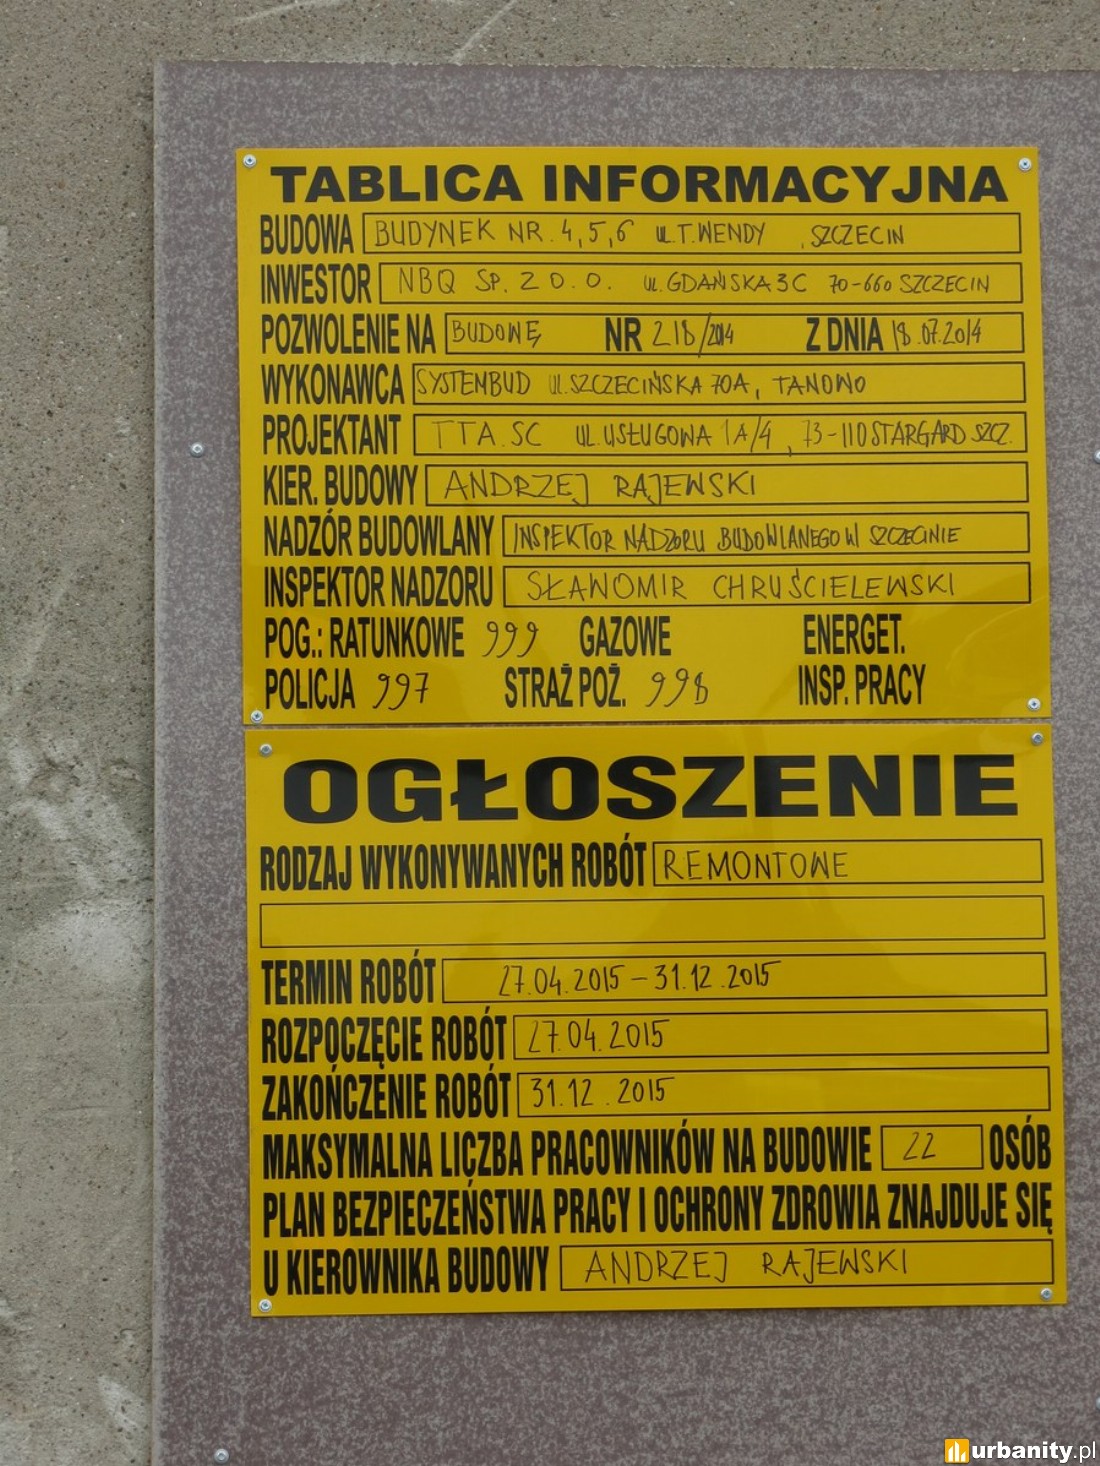 TABLICA INFORMACYJNA
BUDOWA BUDYNEK NR. 4,5,6 UL.T.WENDY , SZCZECIN
INWESTOR NBQ SP. Z O.O. UL. GDAŃSKA 3C 70-660 SZCZECIN
POZWOLENIE NA BUDOWĘ NR 218/2014 Z DNIA 18.07.2014
WYKONAWCA SYSTEMBUD UL.SZCZECIŃSKA 70A, TANOWO
PROJEKTANT TTA.SC UL.USŁUGOWA 1A/4, 73-110 STARGARD SZCZ.
KIER. BUDOWY ANDRZEJ RAJEWSKI
NADZÓR BUDOWLANY INSPEKTOR NADZORU BUDOWLANEGO W SZCZECINIE
INSPEKTOR NADZORU SŁAWOMIR CHRUŚCIELEWSKI
POG.: RATUNKOWE 999 GAZOWE ENERGET.
POLICJA 997 STRAŻ POŻ. 998 INSP. PRACY
OGŁOSZENIE
RODZAJ WYKONYWANYCH ROBÓT REMONTOWE
TERMIN ROBÓT 27.04.2015 - 31.12.2015
ROZPOCZĘCIE ROBÓT 27.04.2015
ZAKOŃCZENIE ROBÓT 31.12.2015
MAKSYMALNA LICZBA PRACOWNIKÓW NA BUDOWIE 22 OSÓB
PLAN BEZPIECZEŃSTWA PRACY I OCHRONY ZDROWIA ZNAJDUJE SIĘ
U KIEROWNIKA BUDOWY ANDRZEJ RAJEWSKI
urbanity.pl